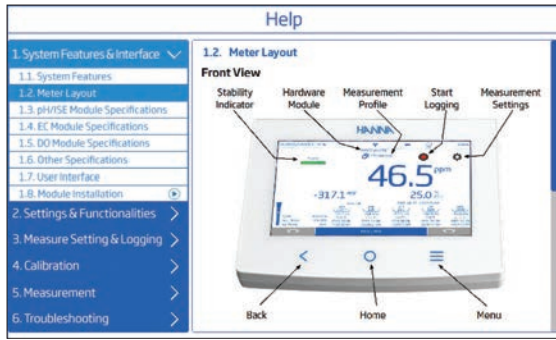 Help
1. System Features & Interface
1.1. System Features
1.2. Meter Layout
1.3. pH/ISE Module Specifications
1.4. EC Module Specifications
1.5. DO Module Specifications
1.6. Other Specifications
1.7. User Interface
1.8. Module Installation
2. Settings & Functionalities
3. Measure Setting & Logging
4. Calibration
5. Measurement
6. Troubleshooting
1.2. Meter Layout
Front View
Stability Indicator
Hardware Module
Measurement Profile
Start Logging
Measurement Settings
HANNA
46.5 ppm
-317.1 mV
25.0
Back
Home
Menu